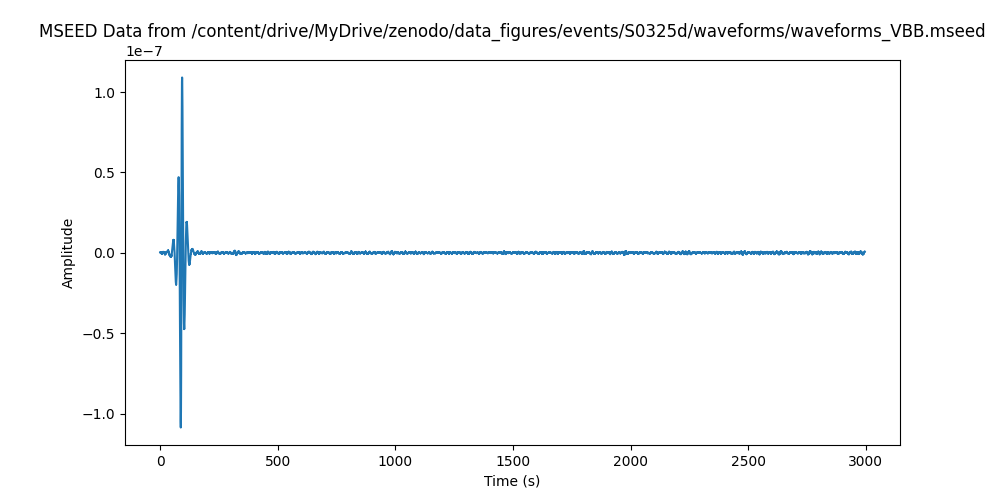 MSEED Data from /content/drive/MyDrive/zenodo/data_figures/events/S0325d/waveforms/waveforms_VBB.mseed
1e−7
1.0
0.5
0.0
−0.5
−1.0
Amplitude
0 500 1000 1500 2000 2500 3000
Time (s)